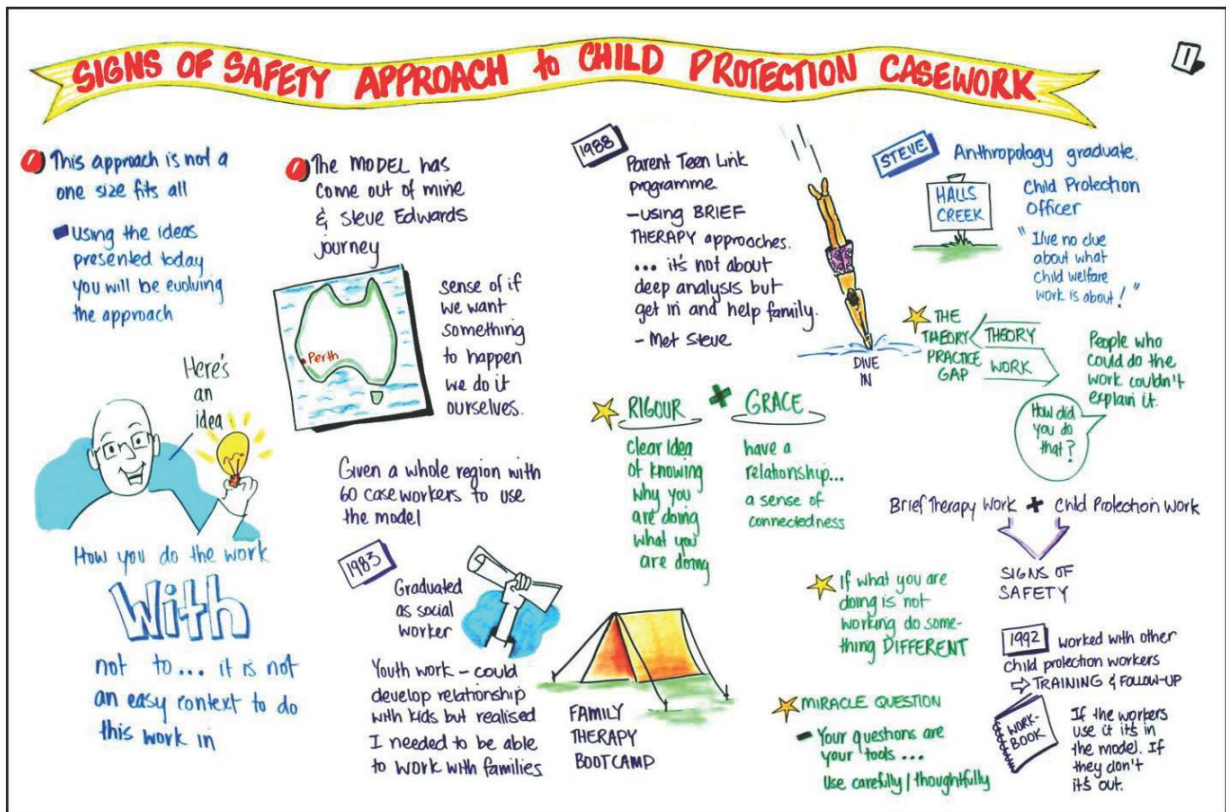 SIGNS OF SAFETY APPROACH to CHILD PROTECTION CASEWORK
1
This approach is not a
one size fits all
using the ideas
presented today
you will be evolving
the approach
Here's
an
idea
How you do the work
With
not to... it is not
an easy context to do
this work in
The MODEL has
come out of mine
& Steve Edwards
journey
Perth
sense of if
we want
something
to happen
we do it
ourselves.
Given a whole region with
60 case workers to use
the model
1983
Graduated
as social
worker
Youth work – could
develop relationship
with kids but realised
I needed to be able
to work with families
FAMILY
THERAPY
BOOTCAMP
1988
Parent Teen Link
programme
– using BRIEF
THERAPY approaches.
... it's not about
deep analysis but
get in and help family.
– Met Steve
DIVE
IN
RIGOUR
clear idea
of knowing
why you
are doing
what you
are doing
+
GRACE
have a
relationship...
a sense of
connectedness
STEVE
Anthropology graduate.
HALLS
CREEK
Child Protection
Officer
"I've no clue
about what
child welfare
work is about!"
THE
THEORY
PRACTICE
GAP
THEORY
WORK
People who
could do the
work couldn't
explain it.
How did
you do
that?
Brief Therapy Work + Child Protection Work
SIGNS OF
SAFETY
If what you are
doing is not
working do some-
thing DIFFERENT
MIRACLE QUESTION
– Your questions are
your tools...
Use carefully/thoughtfully
1992
worked with other
child protection workers
⇨ TRAINING & FOLLOW-UP
WORK-
BOOK
If the workers
use it its in
the model. If
they don't
it's out.